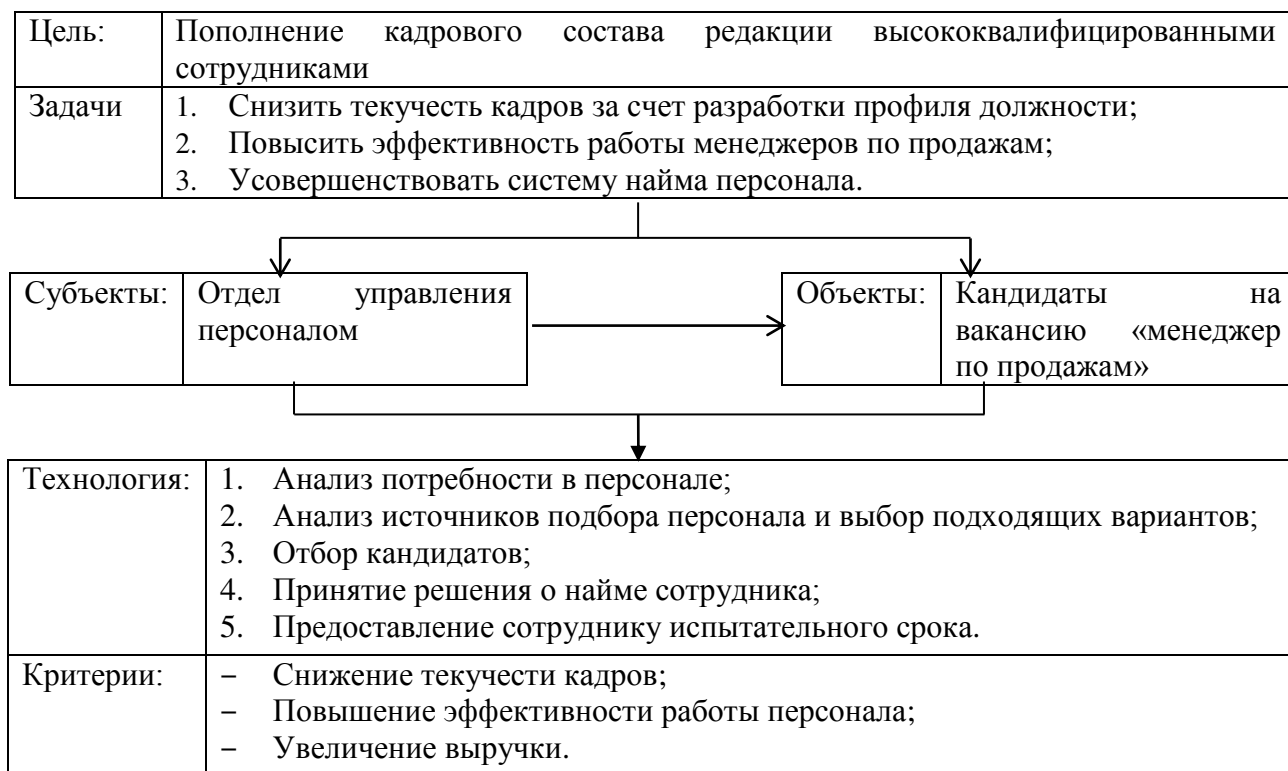 Цель: Пополнение кадрового состава редакции высококвалифицированными
сотрудниками
Задачи 1. Снизить текучесть кадров за счет разработки профиля должности;
2. Повысить эффективность работы менеджеров по продажам;
3. Усовершенствовать систему найма персонала.
Субъекты: Отдел управления
персоналом
Объекты: Кандидаты на
вакансию «менеджер
по продажам»
Технология: 1. Анализ потребности в персонале;
2. Анализ источников подбора персонала и выбор подходящих вариантов;
3. Отбор кандидатов;
4. Принятие решения о найме сотрудника;
5. Предоставление сотруднику испытательного срока.
Критерии: − Снижение текучести кадров;
− Повышение эффективности работы персонала;
− Увеличение выручки.